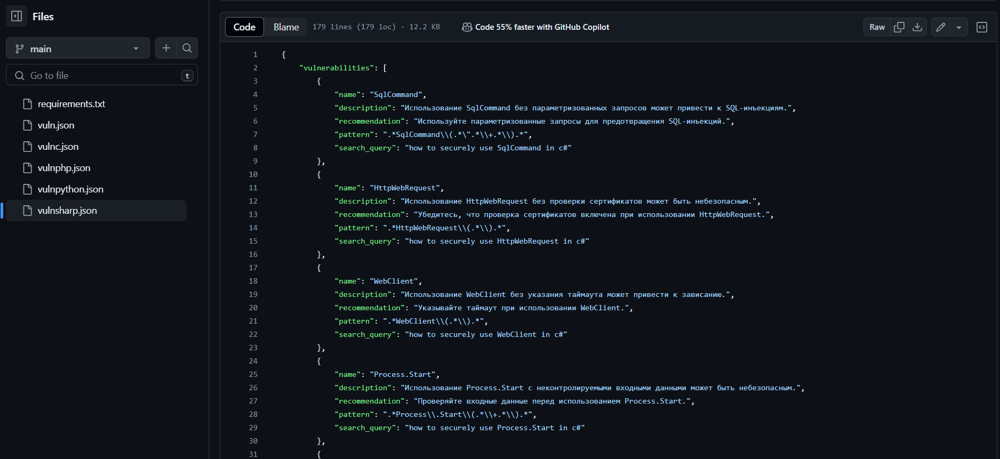 Files
main
Go to file
t
requirements.txt
vuln.json
vulnc.json
vulnphp.json
vulnpython.json
vulnsharp.json
Code Blame 179 lines (179 loc) · 12.2 KB Code 55% faster with GitHub Copilot Raw
1 {
2 "vulnerabilities": [
3 {
4 "name": "SqlCommand",
5 "description": "Использование SqlCommand без параметризованных запросов может привести к SQL-инъекциям.",
6 "recommendation": "Используйте параметризованные запросы для предотвращения SQL-инъекций.",
7 "pattern": ".*SqlCommand\\(.*\".*\\+.*\\).*",
8 "search_query": "how to securely use SqlCommand in c#"
9 },
10 {
11 "name": "HttpWebRequest",
12 "description": "Использование HttpWebRequest без проверки сертификатов может быть небезопасным.",
13 "recommendation": "Убедитесь, что проверка сертификатов включена при использовании HttpWebRequest.",
14 "pattern": ".*HttpWebRequest\\(.*\\).*",
15 "search_query": "how to securely use HttpWebRequest in c#"
16 },
17 {
18 "name": "WebClient",
19 "description": "Использование WebClient без указания таймаута может привести к зависанию.",
20 "recommendation": "Указывайте таймаут при использовании WebClient.",
21 "pattern": ".*WebClient\\(.*\\).*",
22 "search_query": "how to securely use WebClient in c#"
23 },
24 {
25 "name": "Process.Start",
26 "description": "Использование Process.Start с неконтролируемыми входными данными может быть небезопасным.",
27 "recommendation": "Проверяйте входные данные перед использованием Process.Start.",
28 "pattern": ".*Process\\.Start\\(.*\\+.*\\).*",
29 "search_query": "how to securely use Process.Start in c#"
30 },
31 {